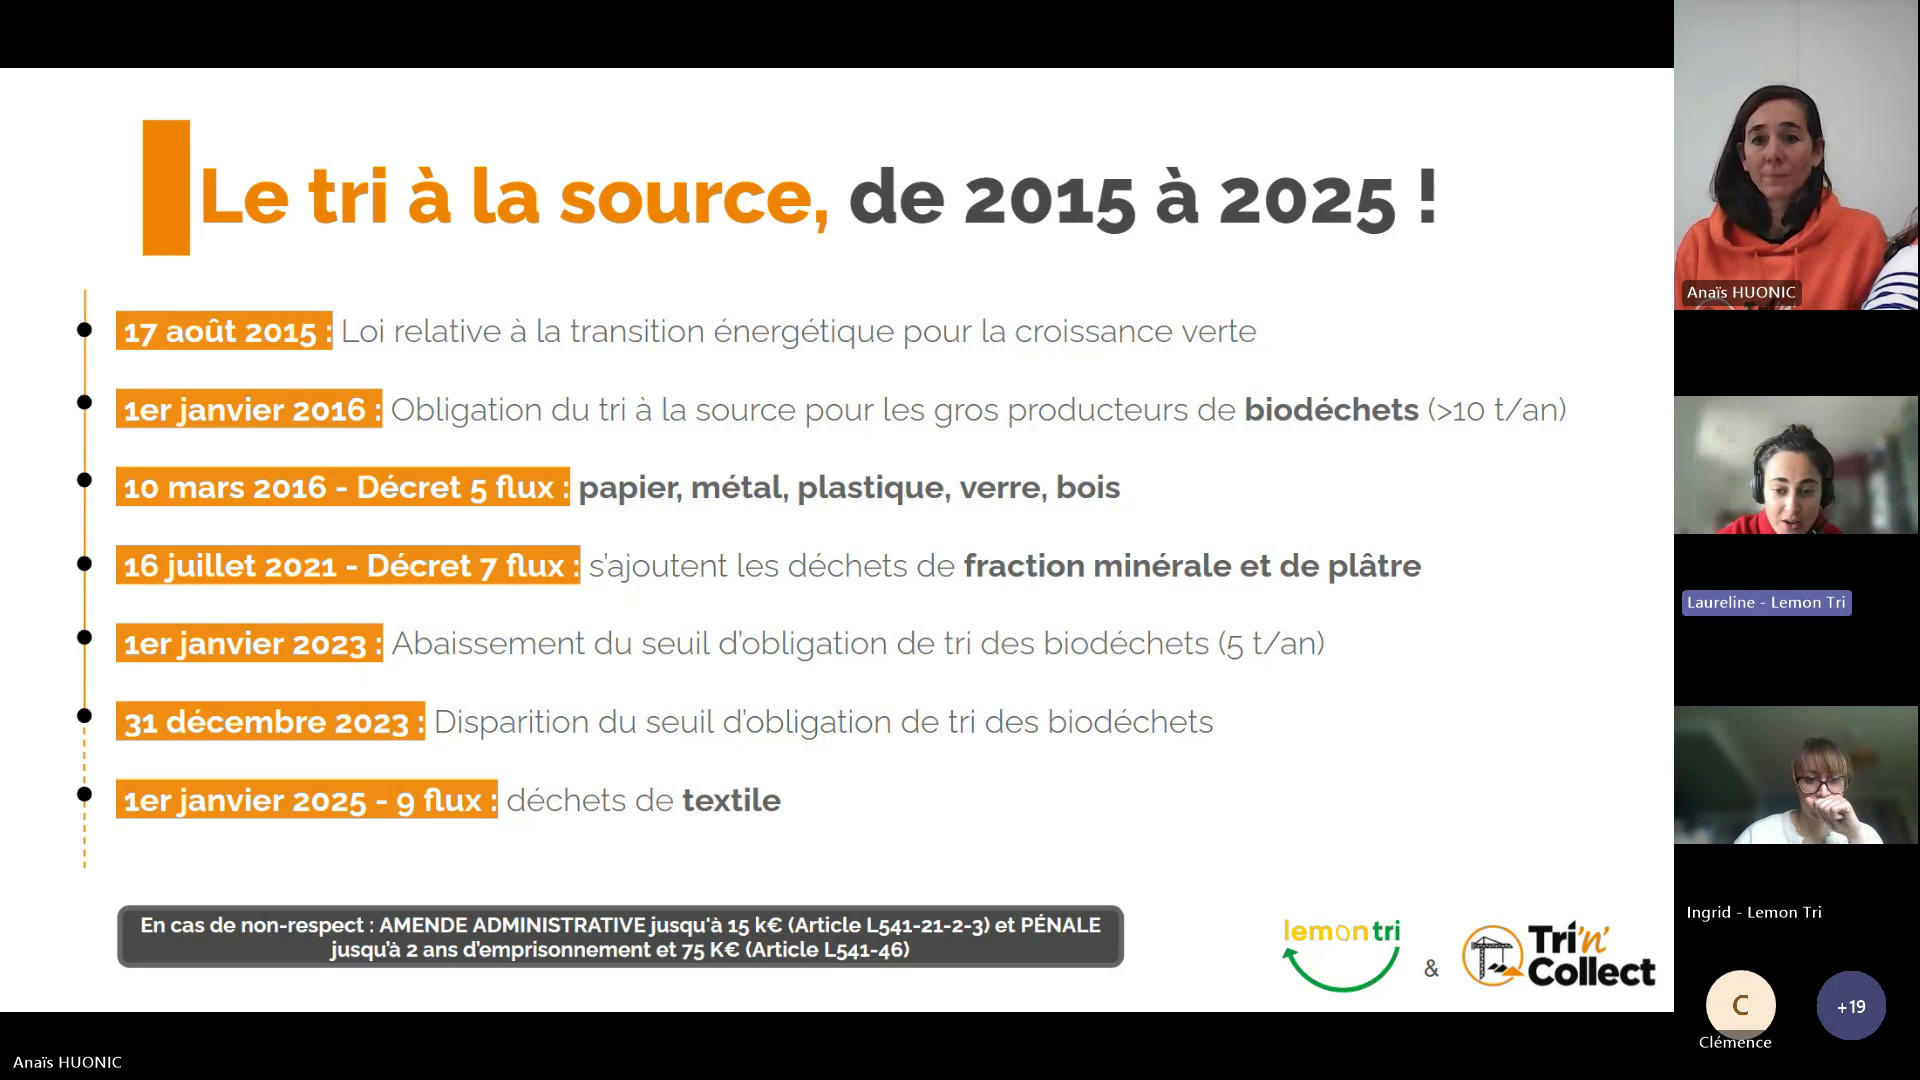 Le tri à la source, de 2015 à 2025 !
17 août 2015 : Loi relative à la transition énergétique pour la croissance verte
1er janvier 2016 : Obligation du tri à la source pour les gros producteurs de biodéchets (>10 t/an)
10 mars 2016 - Décret 5 flux : papier, métal, plastique, verre, bois
16 juillet 2021 - Décret 7 flux : s'ajoutent les déchets de fraction minérale et de plâtre
1er janvier 2023 : Abaissement du seuil d'obligation de tri des biodéchets (5 t/an)
31 décembre 2023 : Disparition du seuil d'obligation de tri des biodéchets
1er janvier 2025 - 9 flux : déchets de textile
En cas de non-respect : AMENDE ADMINISTRATIVE jusqu'à 15 k€ (Article L541-21-2-3) et PÉNALE
jusqu'à 2 ans d'emprisonnement et 75 K€ (Article L541-46)
lemontri
&
Tri'n'
Collect
Anaïs HUONIC
Laureline - Lemon Tri
Ingrid - Lemon Tri
C
+19
Clémence
Anaïs HUONIC